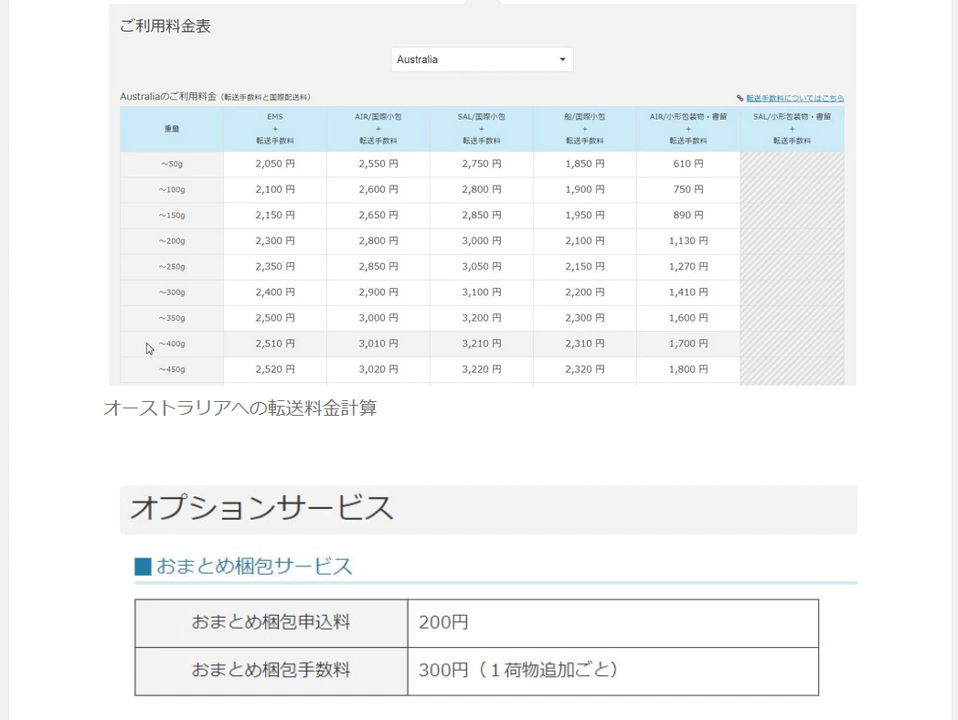 ご利用料金表
Australia
Australiaのご利用料金（転送手数料と国際配送料）
転送手数料についてはこちら
重量 EMS + 転送手数料 AIR/国際小包 + 転送手数料 SAL/国際小包 + 転送手数料 船/国際小包 + 転送手数料 AIR/小形包装物・書留 + 転送手数料 SAL/小形包装物・書留 + 転送手数料
～50g 2,050 円 2,550 円 2,750 円 1,850 円 610 円
～100g 2,100 円 2,600 円 2,800 円 1,900 円 750 円
～150g 2,150 円 2,650 円 2,850 円 1,950 円 890 円
～200g 2,300 円 2,800 円 3,000 円 2,100 円 1,130 円
～250g 2,350 円 2,850 円 3,050 円 2,150 円 1,270 円
～300g 2,400 円 2,900 円 3,100 円 2,200 円 1,410 円
～350g 2,500 円 3,000 円 3,200 円 2,300 円 1,600 円
～400g 2,510 円 3,010 円 3,210 円 2,310 円 1,700 円
～450g 2,520 円 3,020 円 3,220 円 2,320 円 1,800 円
オーストラリアへの転送料金計算
オプションサービス
■おまとめ梱包サービス
おまとめ梱包申込料 200円
おまとめ梱包手数料 300円（１荷物追加ごと）